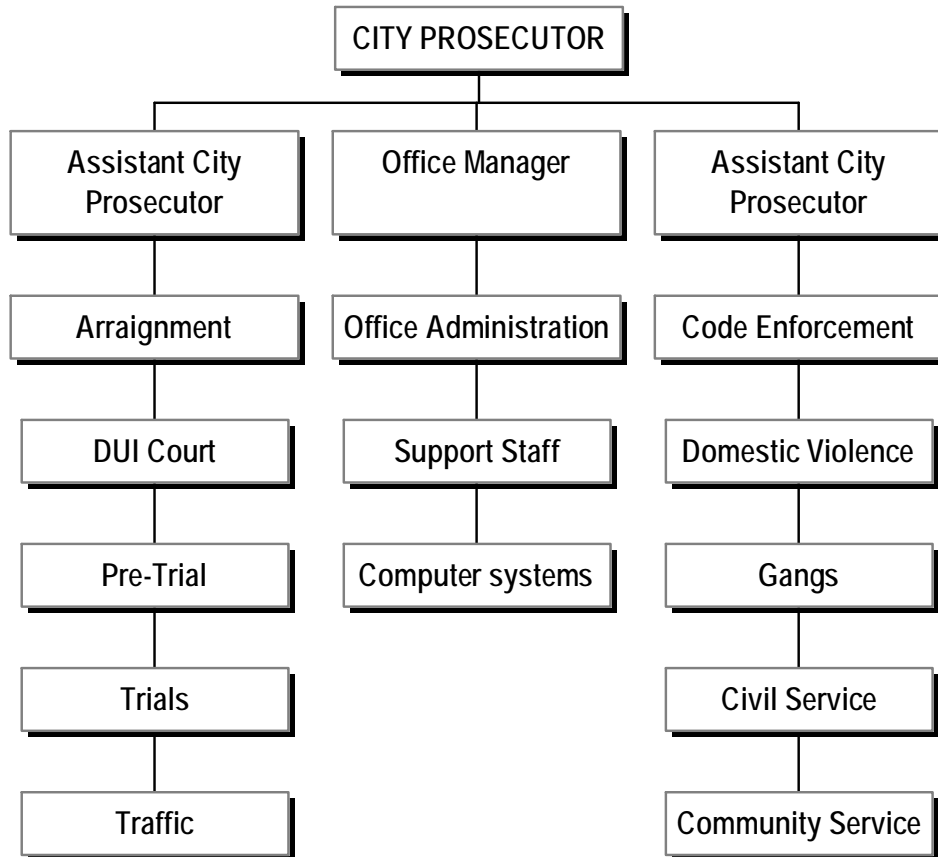 CITY PROSECUTOR
Assistant City
Prosecutor
Office Manager
Assistant City
Prosecutor
Arraignment
Office Administration
Code Enforcement
DUI Court
Support Staff
Domestic Violence
Pre-Trial
Computer systems
Gangs
Trials
Civil Service
Traffic
Community Service